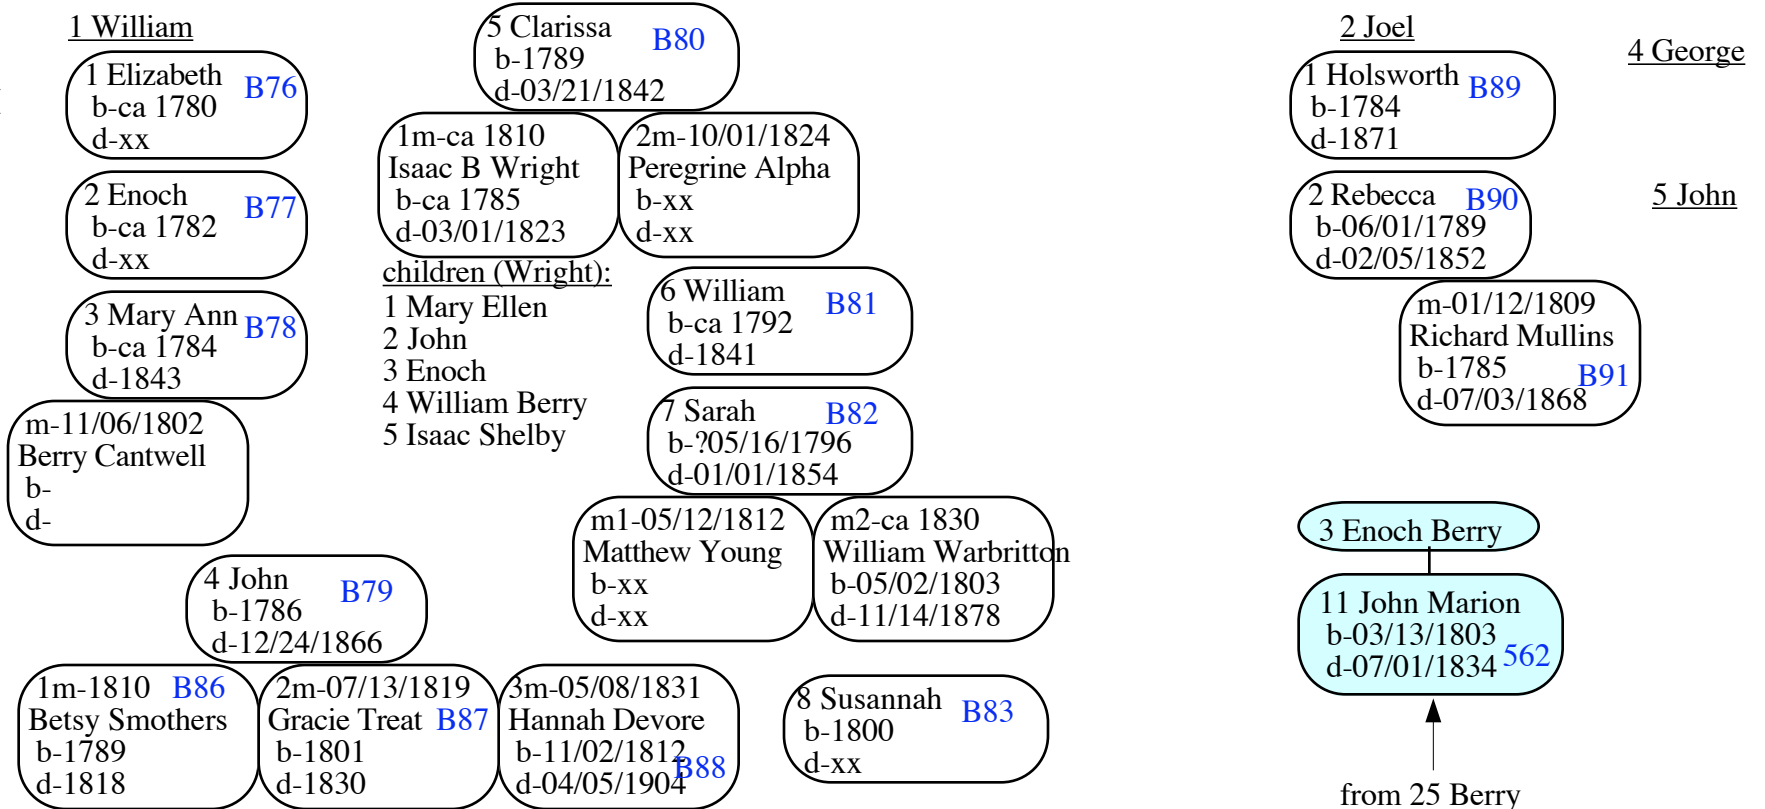 1 William
1 Elizabeth B76
b-ca 1780
d-xx
2 Enoch B77
b-ca 1782
d-xx
3 Mary Ann B78
b-ca 1784
d-1843
m-11/06/1802
Berry Cantwell
b-
d-
4 John B79
b-1786
d-12/24/1866
1m-1810 B86
Betsy Smothers
b-1789
d-1818
2m-07/13/1819
Gracie Treat B87
b-1801
d-1830
3m-05/08/1831
Hannah Devore
b-11/02/1812
d-04/05/1904 B88
5 Clarissa B80
b-1789
d-03/21/1842
1m-ca 1810
Isaac B Wright
b-ca 1785
d-03/01/1823
2m-10/01/1824
Peregrine Alpha
b-xx
d-xx
children (Wright):
1 Mary Ellen
2 John
3 Enoch
4 William Berry
5 Isaac Shelby
6 William B81
b-ca 1792
d-1841
7 Sarah B82
b-?05/16/1796
d-01/01/1854
m1-05/12/1812
Matthew Young
b-xx
d-xx
m2-ca 1830
William Warbritton
b-05/02/1803
d-11/14/1878
8 Susannah B83
b-1800
d-xx
2 Joel
1 Holsworth B89
b-1784
d-1871
2 Rebecca B90
b-06/01/1789
d-02/05/1852
m-01/12/1809
Richard Mullins
b-1785 B91
d-07/03/1868
3 Enoch Berry
11 John Marion
b-03/13/1803
d-07/01/1834 562
from 25 Berry
4 George
5 John